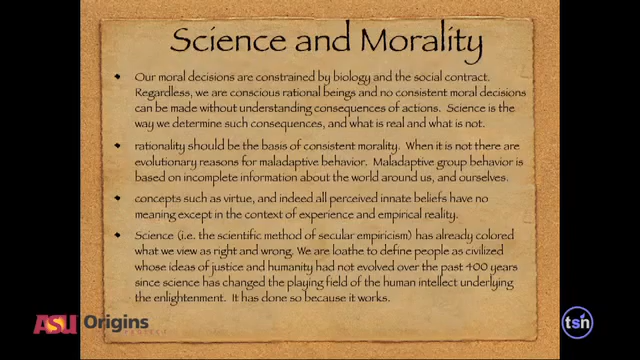 Science and Morality
Our moral decisions are constrained by biology and the social contract.
Regardless, we are conscious rational beings and no consistent moral decisions
can be made without understanding consequences of actions. Science is the
way we determine such consequences, and what is real and what is not.
rationality should be the basis of consistent morality. When it is not there are
evolutionary reasons for maladaptive behavior. Maladaptive group behavior is
based on incomplete information about the world around us, and ourselves.
concepts such as virtue, and indeed all perceived innate beliefs have no
meaning except in the context of experience and empirical reality.
Science (i.e. the scientific method of secular empiricism) has already colored
what we view as right and wrong. We are loathe to define people as civilized
whose ideas of justice and humanity had not evolved over the past 400 years
since science has changed the playing field of the human intellect underlying
the enlightenment. It has done so because it works.
ASU Origins
tsn